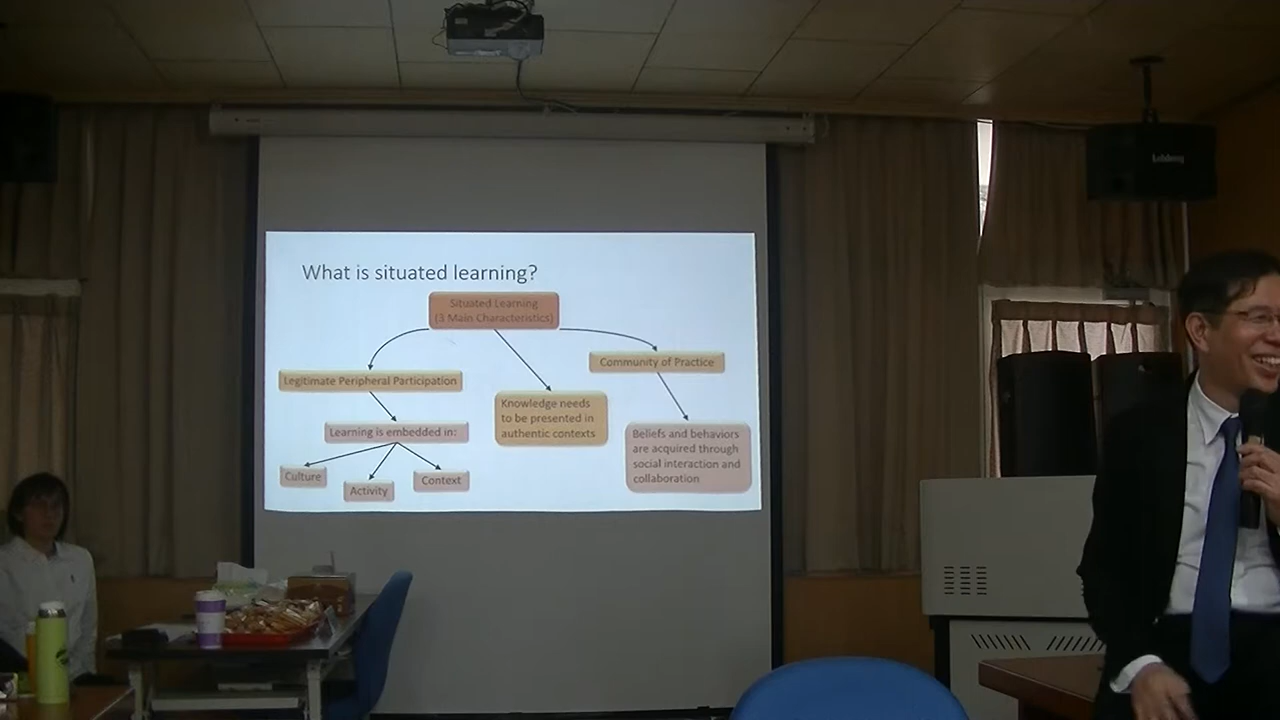 What is situated learning?
Situated Learning
(3 Main Characteristics)
Legitimate Peripheral Participation
Learning is embedded in:
Culture
Activity
Context
Knowledge needs
to be presented in
authentic contexts
Community of Practice
Beliefs and behaviors
are acquired through
social interaction and
collaboration